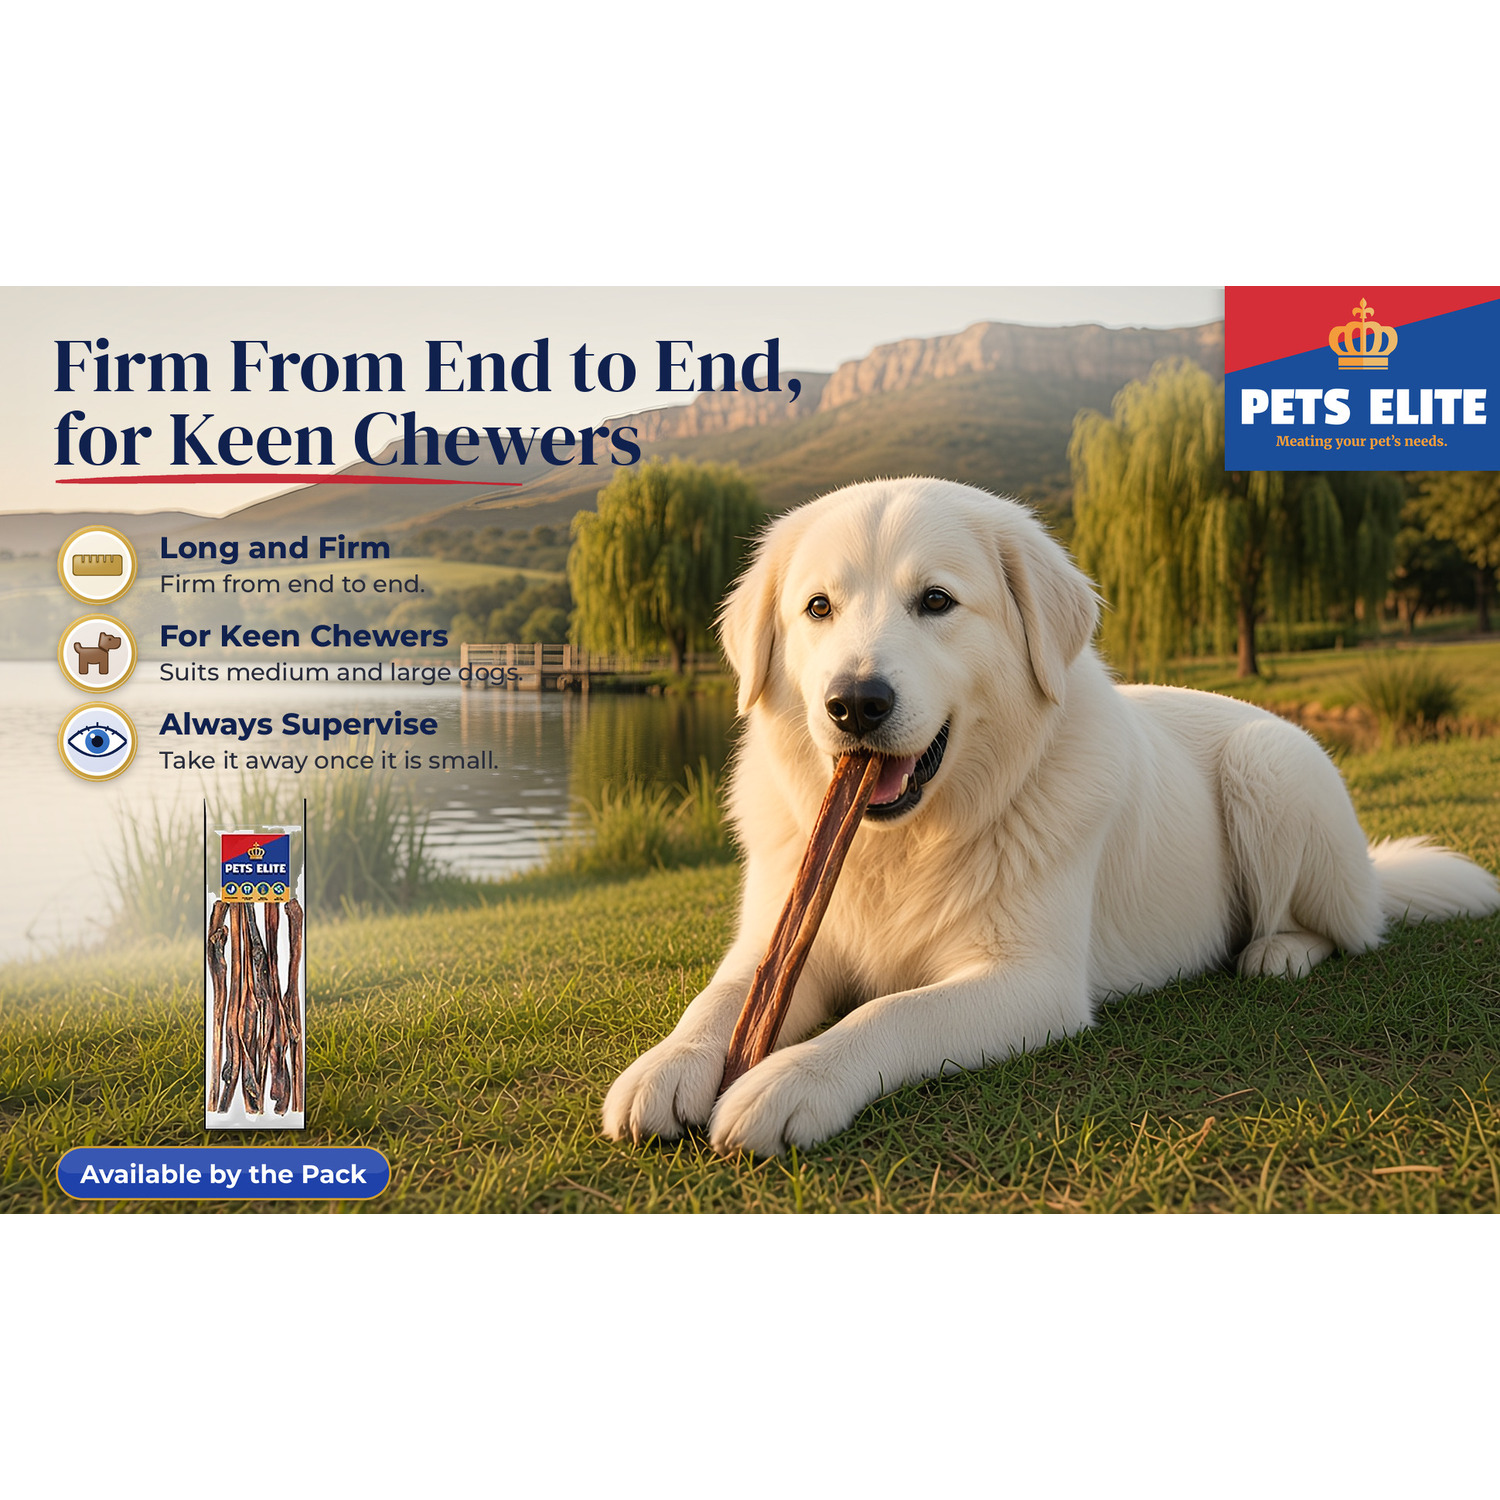 Firm From End to End,
for Keen Chewers
PETS ELITE
Meating your pet's needs.
Long and Firm
Firm from end to end.
For Keen Chewers
Suits medium and large dogs.
Always Supervise
Take it away once it is small.
PETS ELITE
Available by the Pack